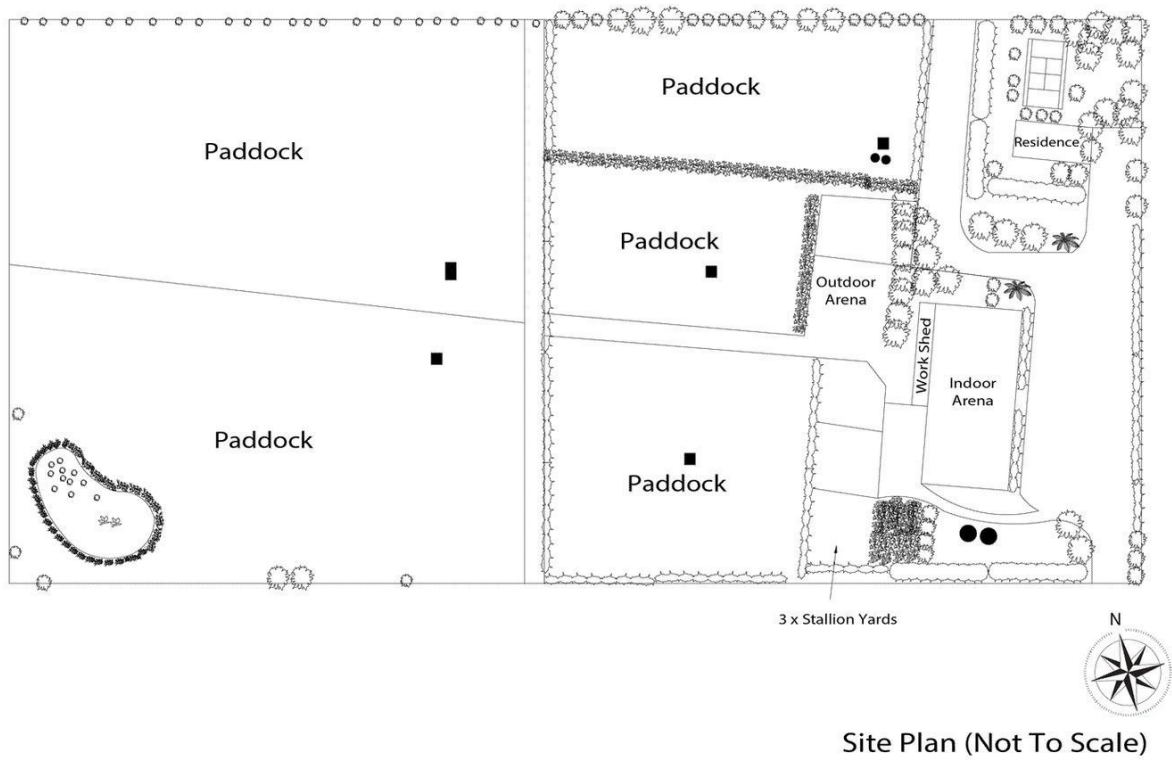 Paddock
Paddock
Residence
Paddock
Outdoor
Arena
Work Shed
Indoor
Arena
Paddock
Paddock
3 x Stallion Yards
N
Site Plan (Not To Scale)